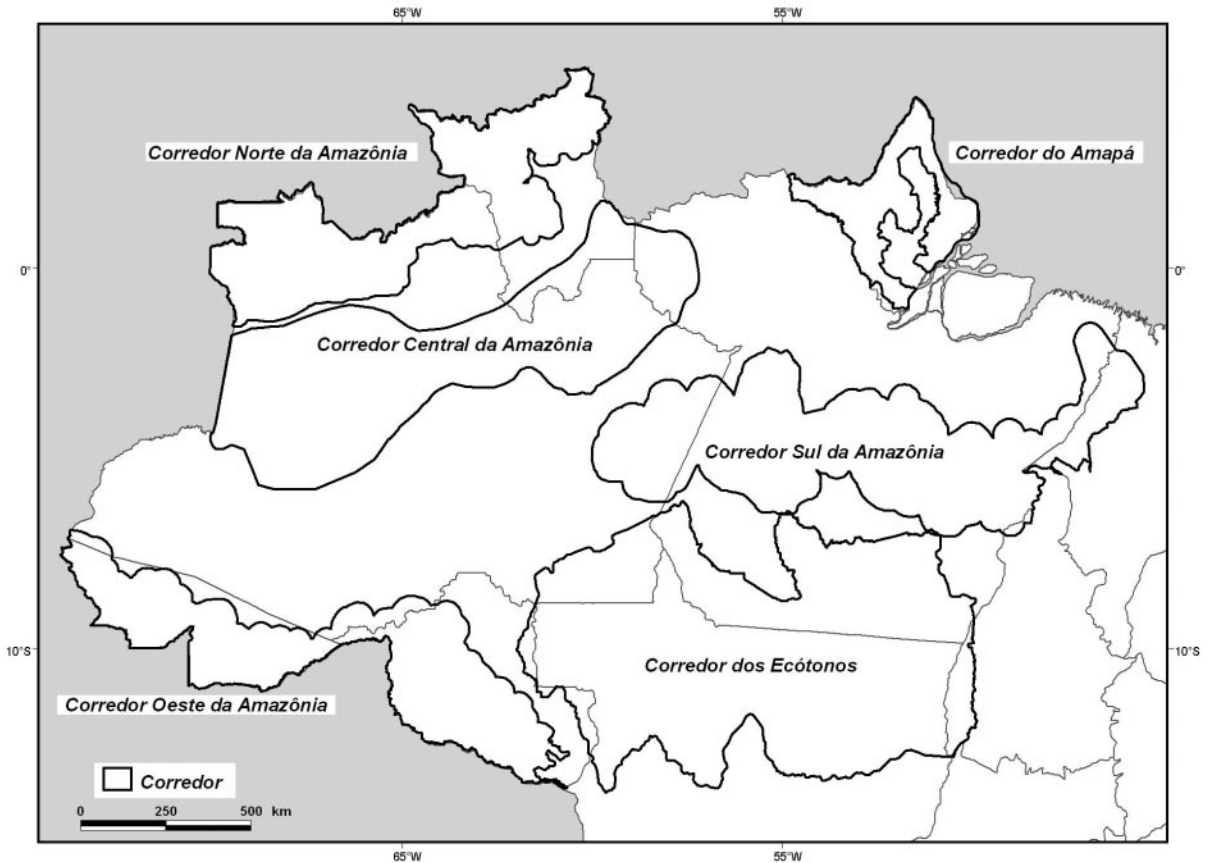 65°W 55°W
Corredor Norte da Amazônia
Corredor do Amapá
0° 0°
Corredor Central da Amazônia
Corredor Sul da Amazônia
10°S 10°S
Corredor dos Ecótonos
Corredor Oeste da Amazônia
Corredor
0 250 500 km
65°W 55°W